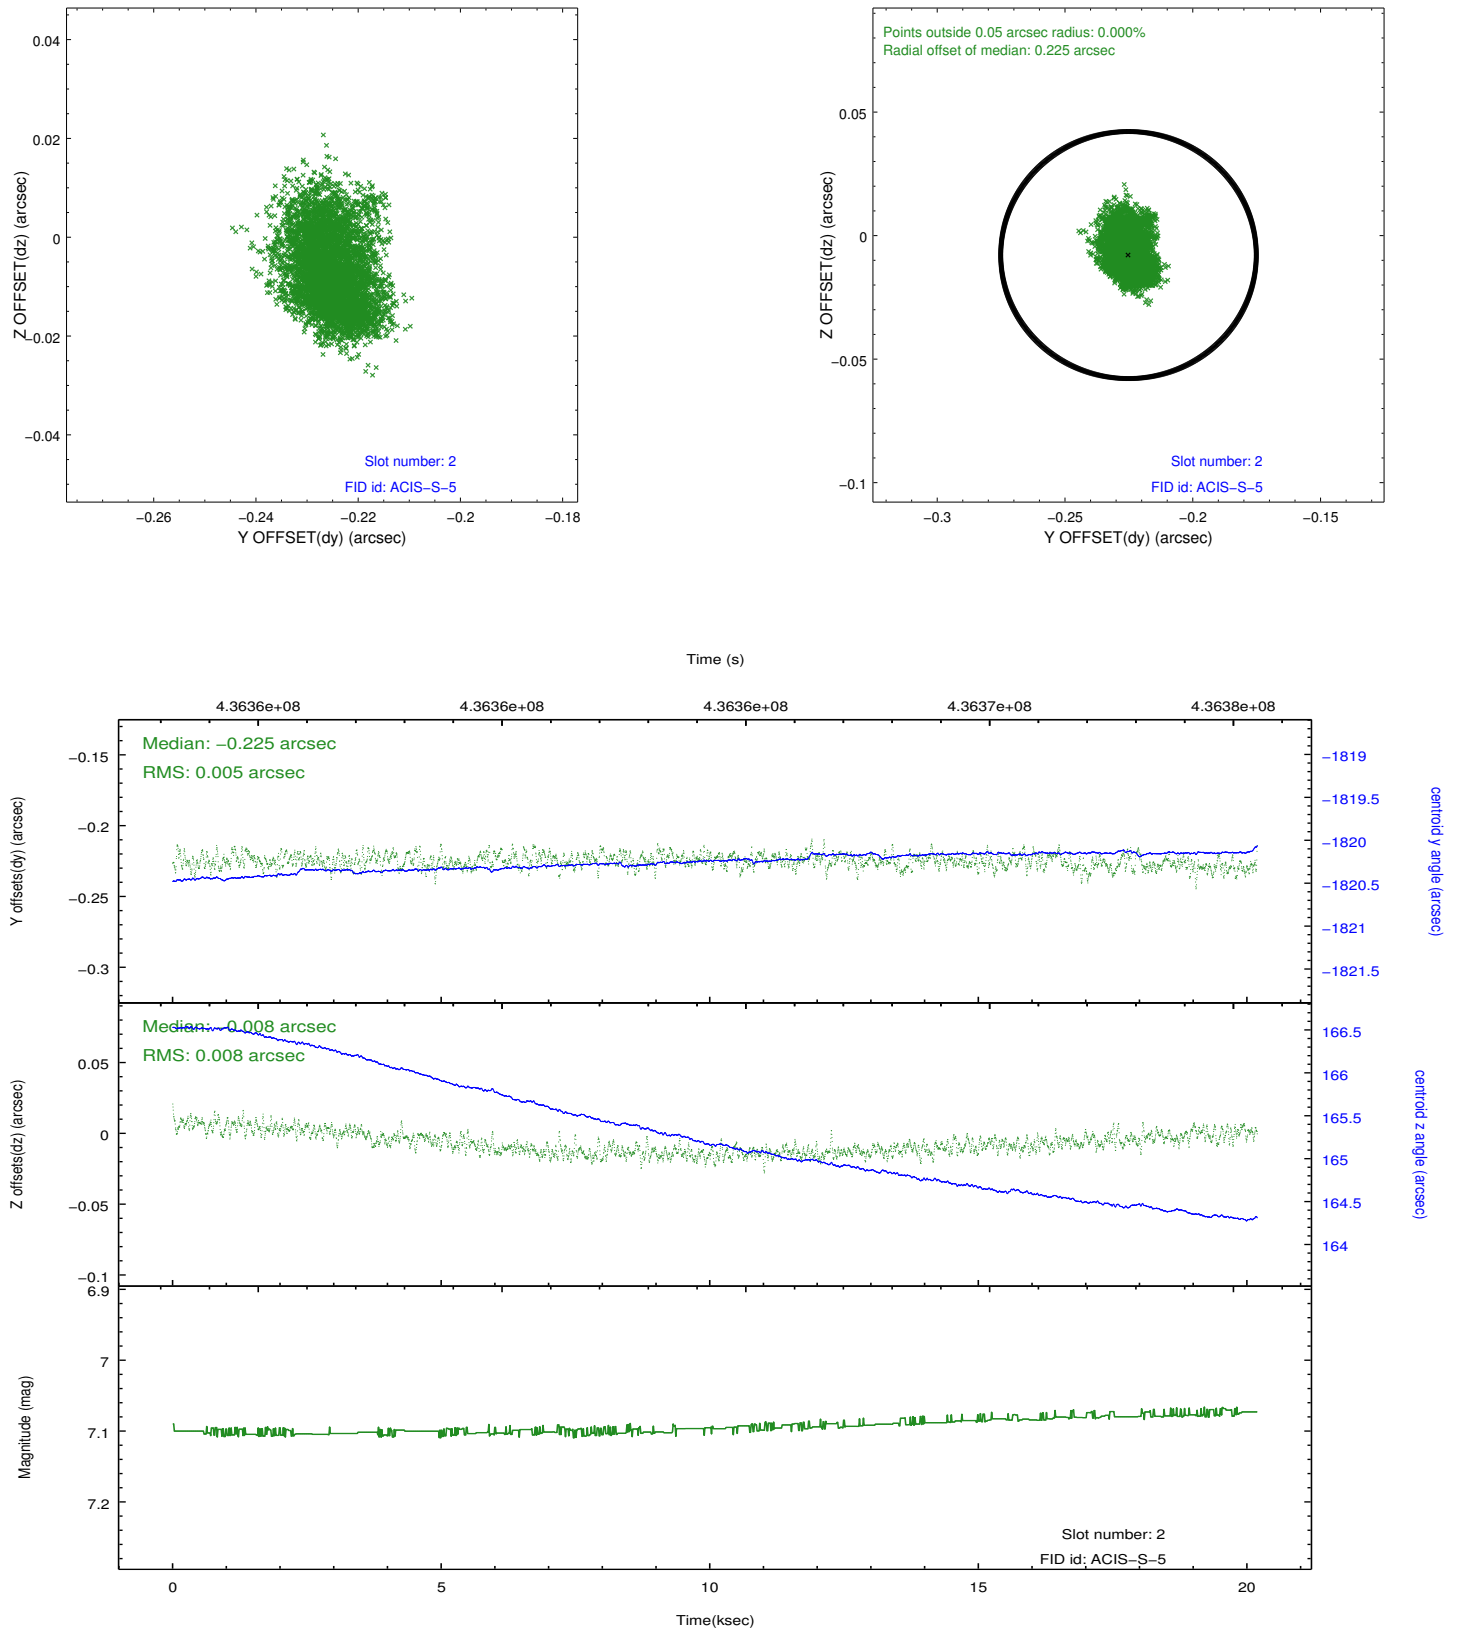 0.04
0.02
0
−0.02
−0.04
Z OFFSET(dz) (arcsec)
Slot number: 2
FID id: ACIS−S−5
−0.26
−0.24
−0.22
−0.2
−0.18
Y OFFSET(dy) (arcsec)
Points outside 0.05 arcsec radius: 0.000%
Radial offset of median: 0.225 arcsec
0.05
0
−0.05
−0.1
Z OFFSET(dz) (arcsec)
Slot number: 2
FID id: ACIS−S−5
−0.3
−0.25
−0.2
−0.15
Y OFFSET(dy) (arcsec)
Time (s)
4.3636e+08
4.3636e+08
4.3636e+08
4.3637e+08
4.3638e+08
Median: −0.225 arcsec
RMS: 0.005 arcsec
−0.15
−0.2
−0.25
−0.3
Y offsets(dy) (arcsec)
−1819
−1819.5
−1820
−1820.5
−1821
−1821.5
centroid y angle (arcsec)
Median: −0.008 arcsec
RMS: 0.008 arcsec
0.05
0
−0.05
−0.1
Z offsets(dz) (arcsec)
166.5
166
165.5
165
164.5
164
centroid z angle (arcsec)
6.9
7
7.1
7.2
Magnitude (mag)
Slot number: 2
FID id: ACIS−S−5
0
5
10
15
20
Time(ksec)